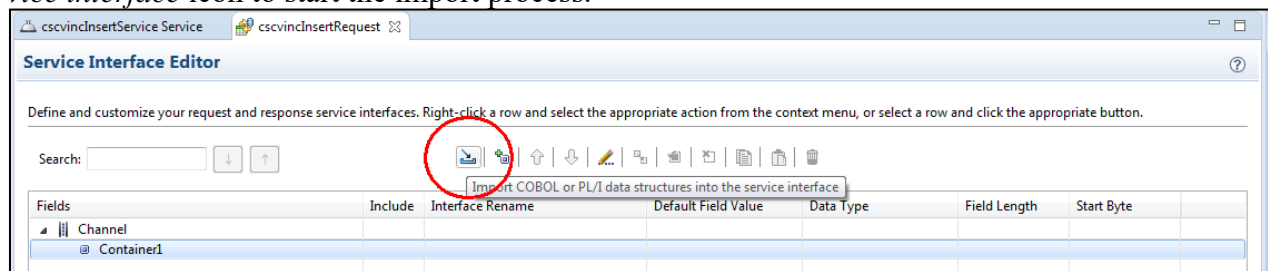 vice interface icon to start the import process.
cscvincInsertService Service cscvincInsertRequest
Service Interface Editor
Define and customize your request and response service interfaces. Right-click a row and select the appropriate action from the context menu, or select a row and click the appropriate button.
Search:
Import COBOL or PL/I data structures into the service interface
Fields Include Interface Rename Default Field Value Data Type Field Length Start Byte
Channel
Container1